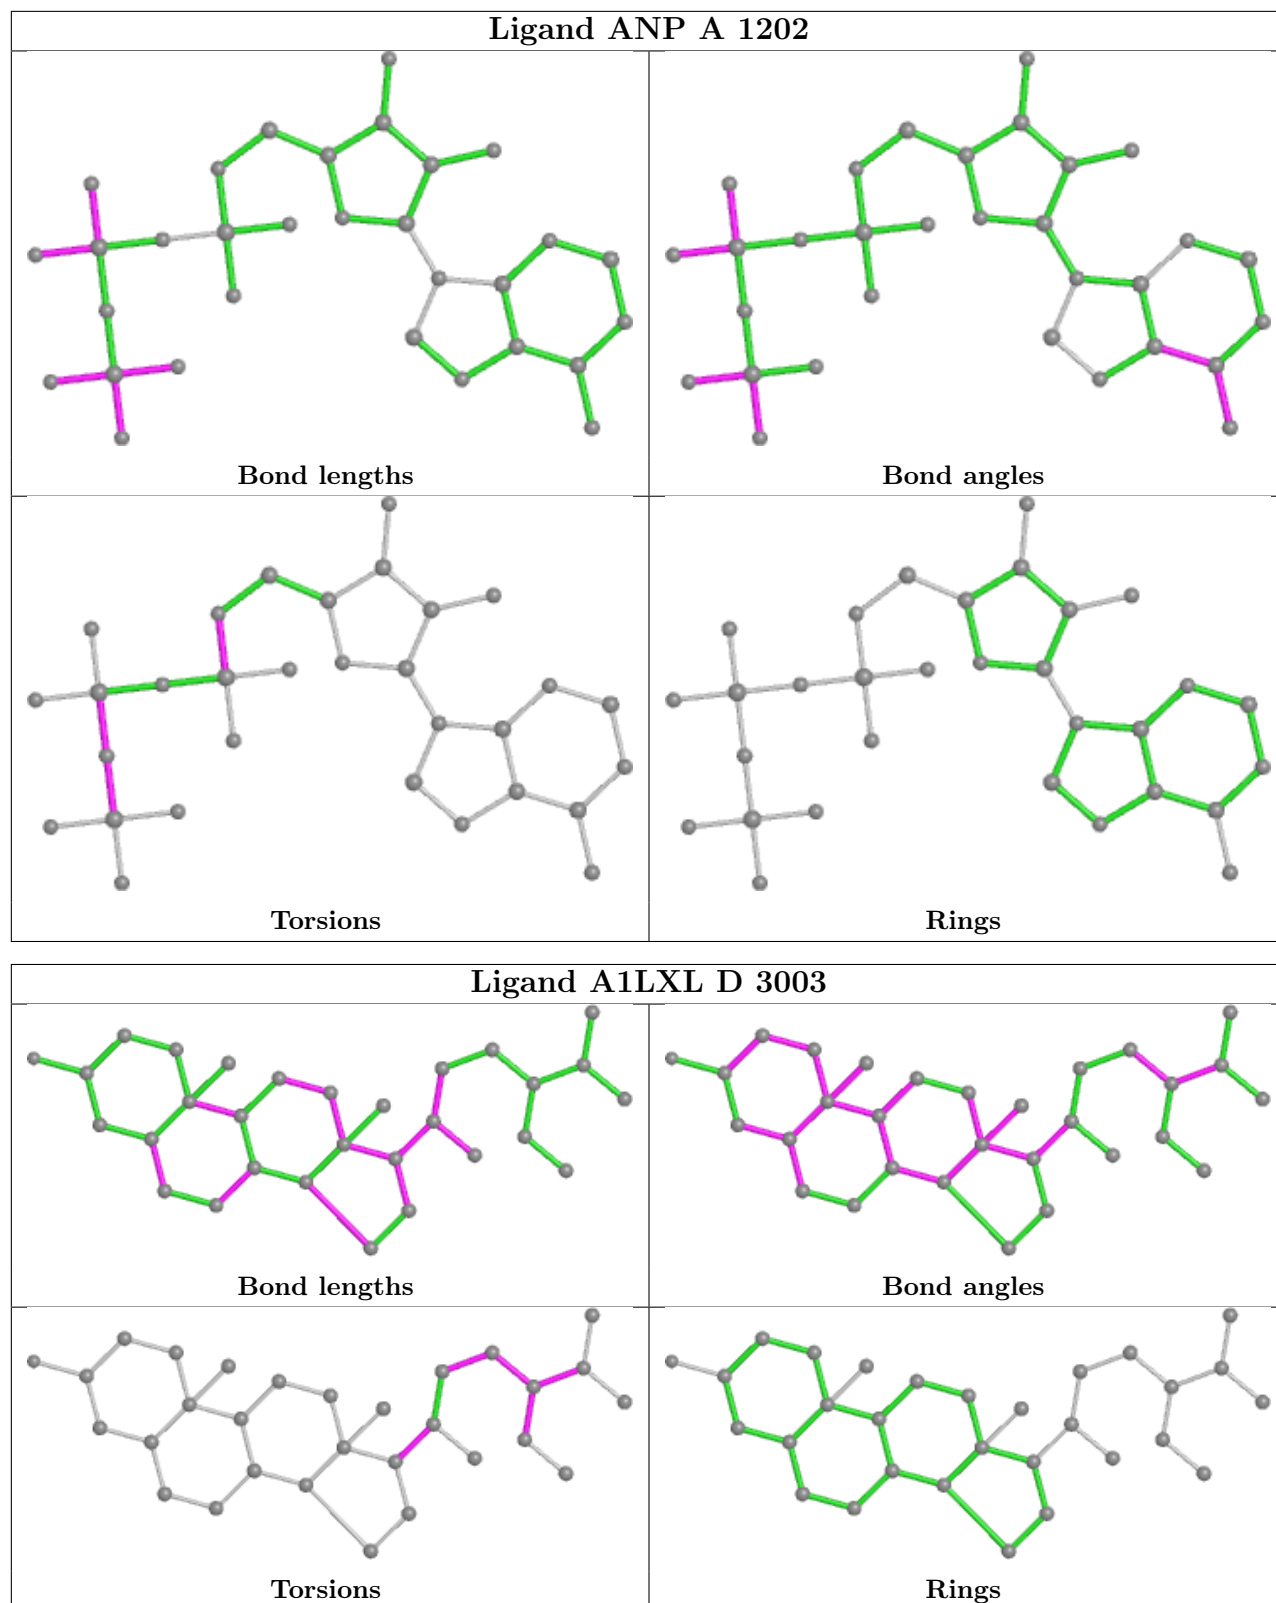 Ligand ANP A 1202
Bond lengths
Bond angles
Torsions
Rings
Ligand A1LXL D 3003
Bond lengths
Bond angles
Torsions
Rings